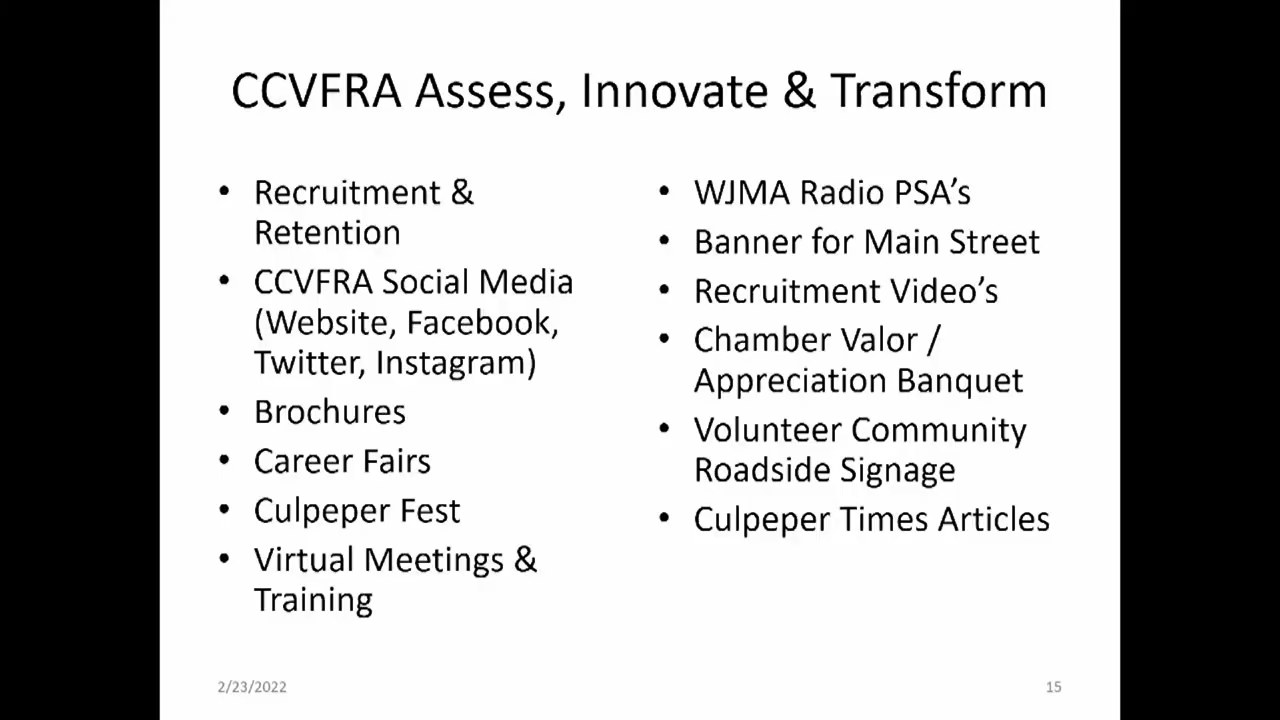 CCVFRA Assess, Innovate & Transform
• Recruitment &
Retention
• CCVFRA Social Media
(Website, Facebook,
Twitter, Instagram)
• Brochures
• Career Fairs
• Culpeper Fest
• Virtual Meetings &
Training
• WJMA Radio PSA’s
• Banner for Main Street
• Recruitment Video’s
• Chamber Valor /
Appreciation Banquet
• Volunteer Community
Roadside Signage
• Culpeper Times Articles
2/23/2022
15